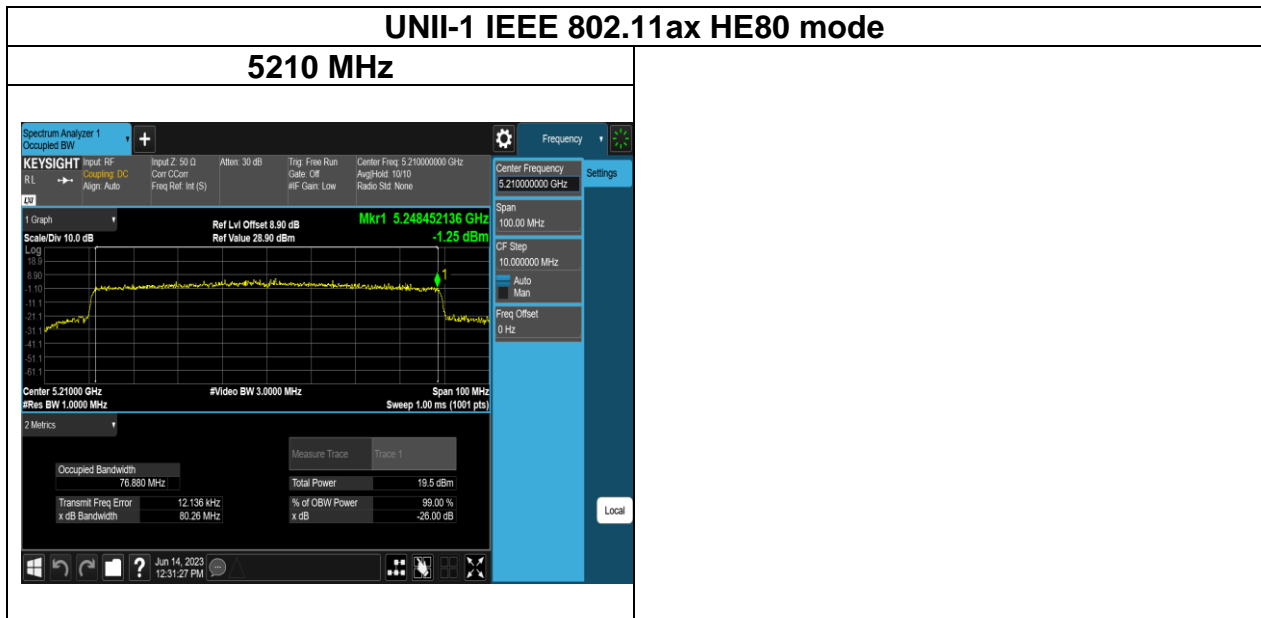 UNII-1 IEEE 802.11ax HE80 mode
5210 MHz
Spectrum Analyzer 1
Occupied BW
+
Frequency
KEYSIGHT
RL
LXI
Input: RF
Coupling: DC
Align: Auto
Input Z: 50 Ω
Corr CCorr
Freq Ref: Int (S)
Atten: 30 dB
Trig: Free Run
Gate: Off
#IF Gain: Low
Center Freq: 5.210000000 GHz
Avg|Hold: 10/10
Radio Std: None
Center Frequency
5.210000000 GHz
Settings
Span
100.00 MHz
CF Step
10.000000 MHz
Auto
Man
Freq Offset
0 Hz
Local
1 Graph
Scale/Div 10.0 dB
Ref Lvl Offset 8.90 dB
Ref Value 28.90 dBm
Mkr1 5.248452136 GHz
-1.25 dBm
Log
18.9
8.90
-1.10
-11.1
-21.1
-31.1
-41.1
-51.1
-61.1
1
Center 5.21000 GHz
#Video BW 3.0000 MHz
Span 100 MHz
#Res BW 1.0000 MHz
Sweep 1.00 ms (1001 pts)
2 Metrics
Measure Trace
Trace 1
Occupied Bandwidth
76.880 MHz
Total Power 19.5 dBm
Transmit Freq Error 12.136 kHz
% of OBW Power 99.00 %
x dB Bandwidth 80.26 MHz
x dB -26.00 dB
?
Jun 14, 2023
12:31:27 PM